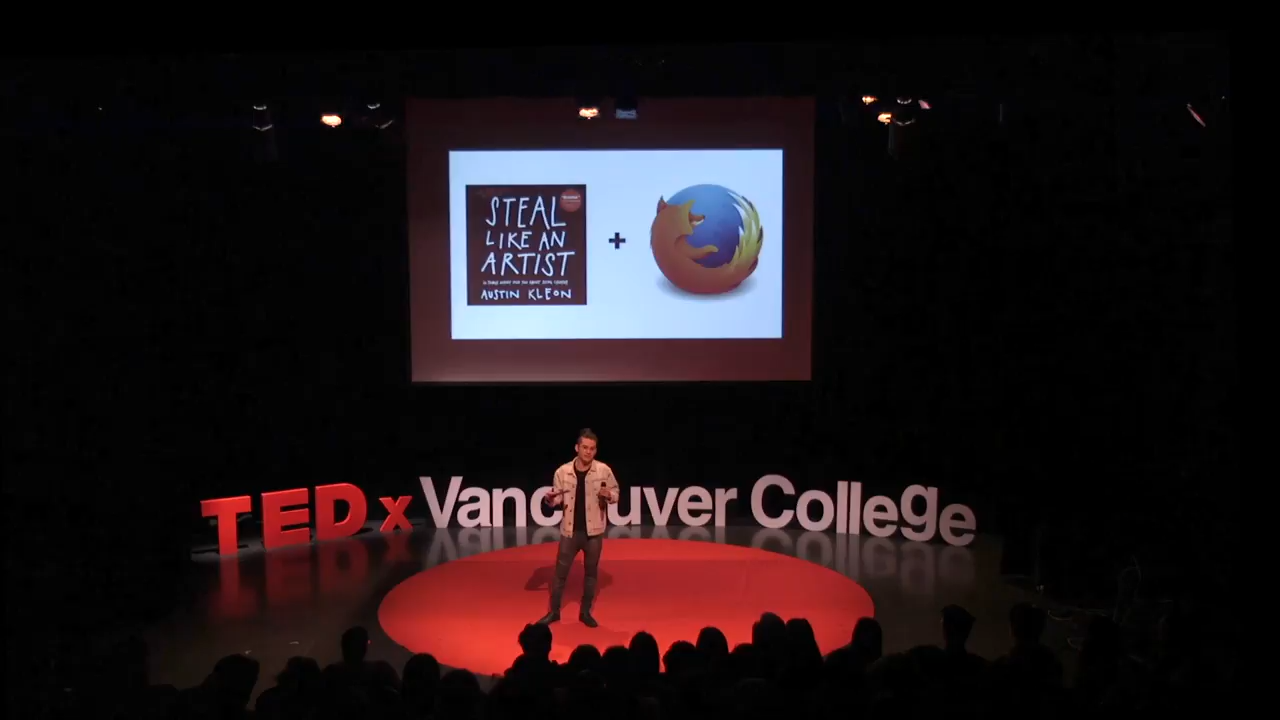 STEAL
LIKE AN
ARTIST
AUSTIN KLEON
+
TEDx Vancouver College